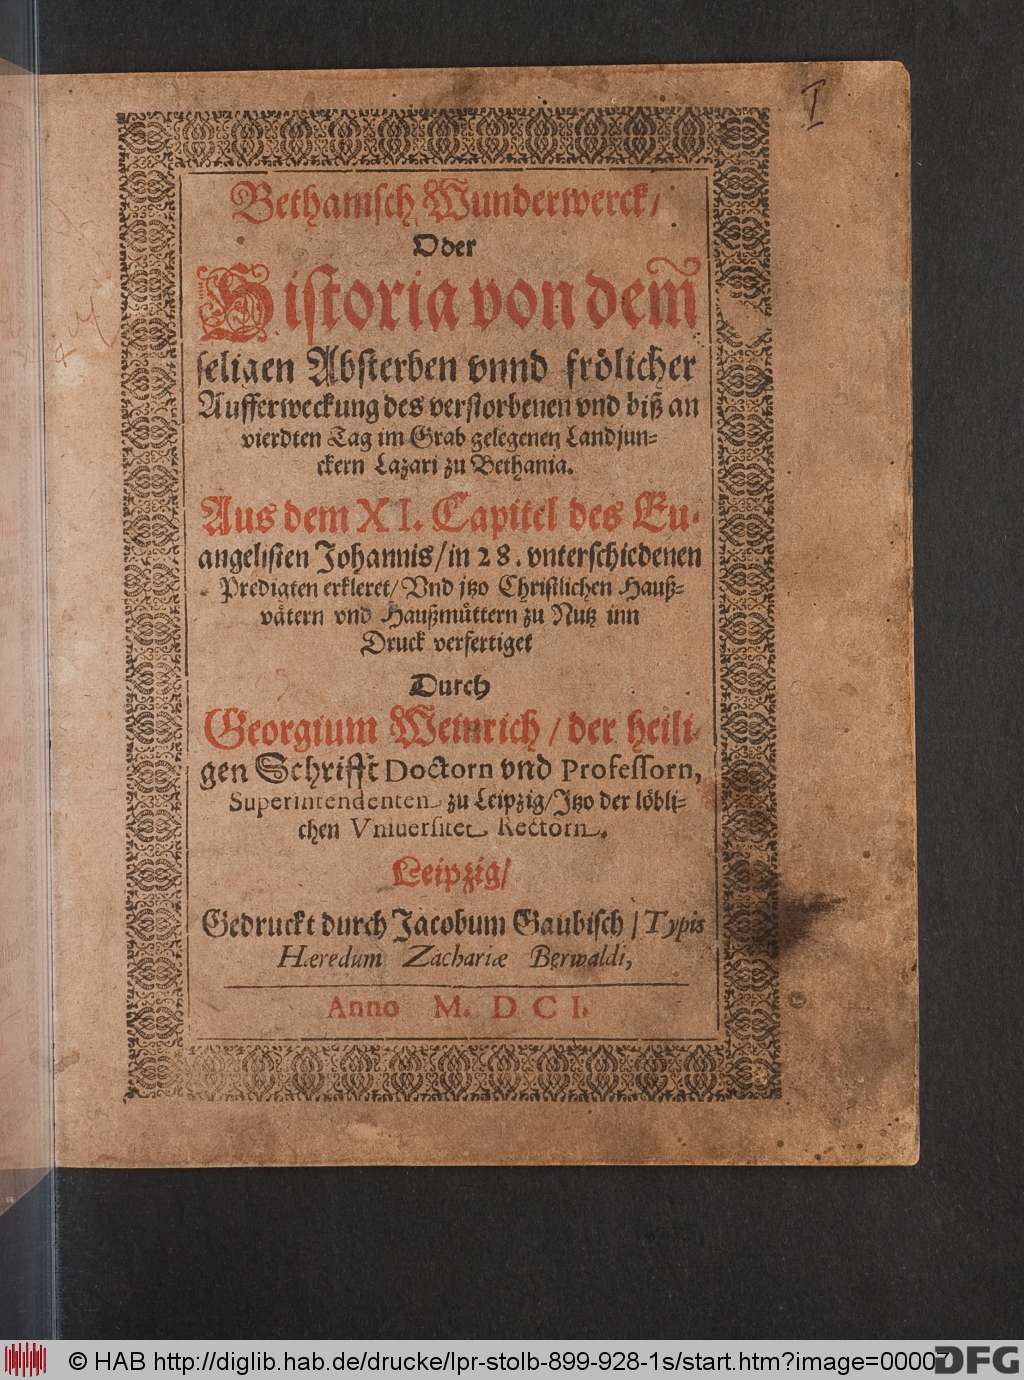 I
Bethanisch Wunderwerck/
Oder
Historia von dem̃
seligen Absterben vnnd frölicher
Aufferweckung des verstorbenen vnd biß an
vierdten Tag im Grab gelegenen Landjun-
ckern Lazari zu Bethania.
Aus dem XI. Capitel des Eu-
angelisten Johannis/in 28. vnterschiedenen
Predigten erkleret/Vnd jtzo Christlichen Hauß-
vätern vnd Haußmüttern zu Nutz inn
Druck verfertiget
Durch
Georgium Weinrich/der heili-
gen Schrifft Doctorn vnd Professorn,
Superintendenten zu Leipzig/Jtzo der löbli-
chen Vniuersitet Rectorn.
Leipzig/
Gedruckt durch Jacobum Gaubisch/Typis
Hæredum Zachariæ Berwaldi,
Anno M. D C I.
© HAB http://diglib.hab.de/drucke/lpr-stolb-899-928-1s/start.htm?image=00007
DFG